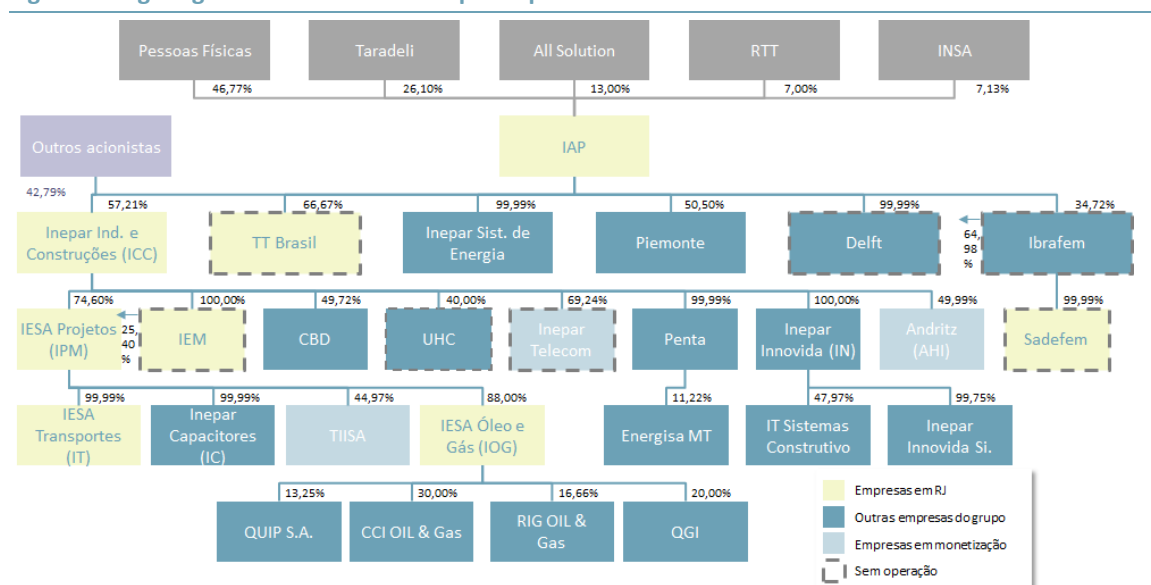 Pessoas Físicas
Taradeli
All Solution
RTT
INSA
46,77%
26,10%
13,00%
7,00%
7,13%
Outros acionistas
IAP
42,79%
57,21%
66,67%
99,99%
50,50%
99,99%
34,72%
Inepar Ind. e
Construções (ICC)
TT Brasil
Inepar Sist. de
Energia
Piemonte
Delft
64,
98
%
Ibrafem
74,60%
100,00%
49,72%
40,00%
69,24%
99,99%
100,00%
49,99%
99,99%
IESA Projetos
(IPM)
25,
40
%
IEM
CBD
UHC
Inepar
Telecom
Penta
Inepar
Innovida (IN)
Andritz
(AHI)
Sadefem
99,99%
99,99%
44,97%
88,00%
11,22%
47,97%
99,75%
IESA
Transportes
(IT)
Inepar
Capacitores
(IC)
TIISA
IESA Óleo e
Gás (IOG)
Energisa MT
IT Sistemas
Construtivo
Inepar
Innovida Si.
13,25%
30,00%
16,66%
20,00%
QUIP S.A.
CCI OIL & Gas
RIG OIL &
Gas
QGI
Empresas em RJ
Outras empresas do grupo
Empresas em monetização
Sem operação